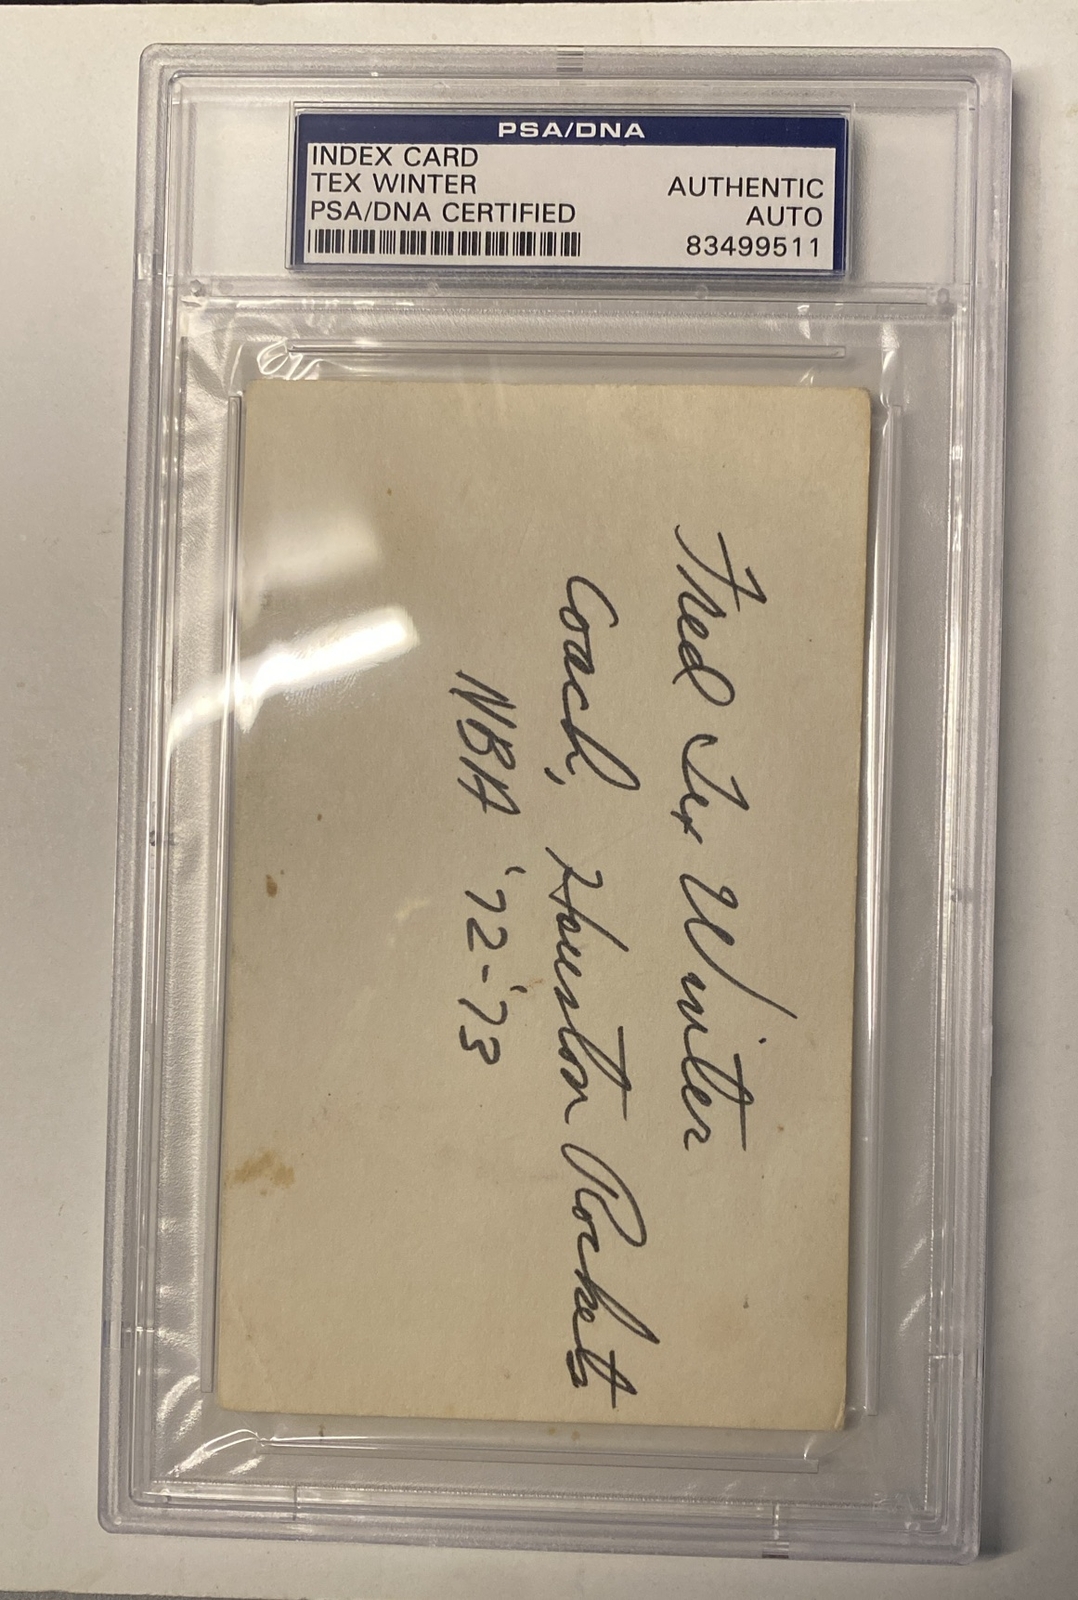 PSA/DNA
INDEX CARD
TEX WINTER
PSA/DNA CERTIFIED
AUTHENTIC
AUTO
83499511
Fred Tex Winter
Coach, Houston Rockets
NBA '72-'73